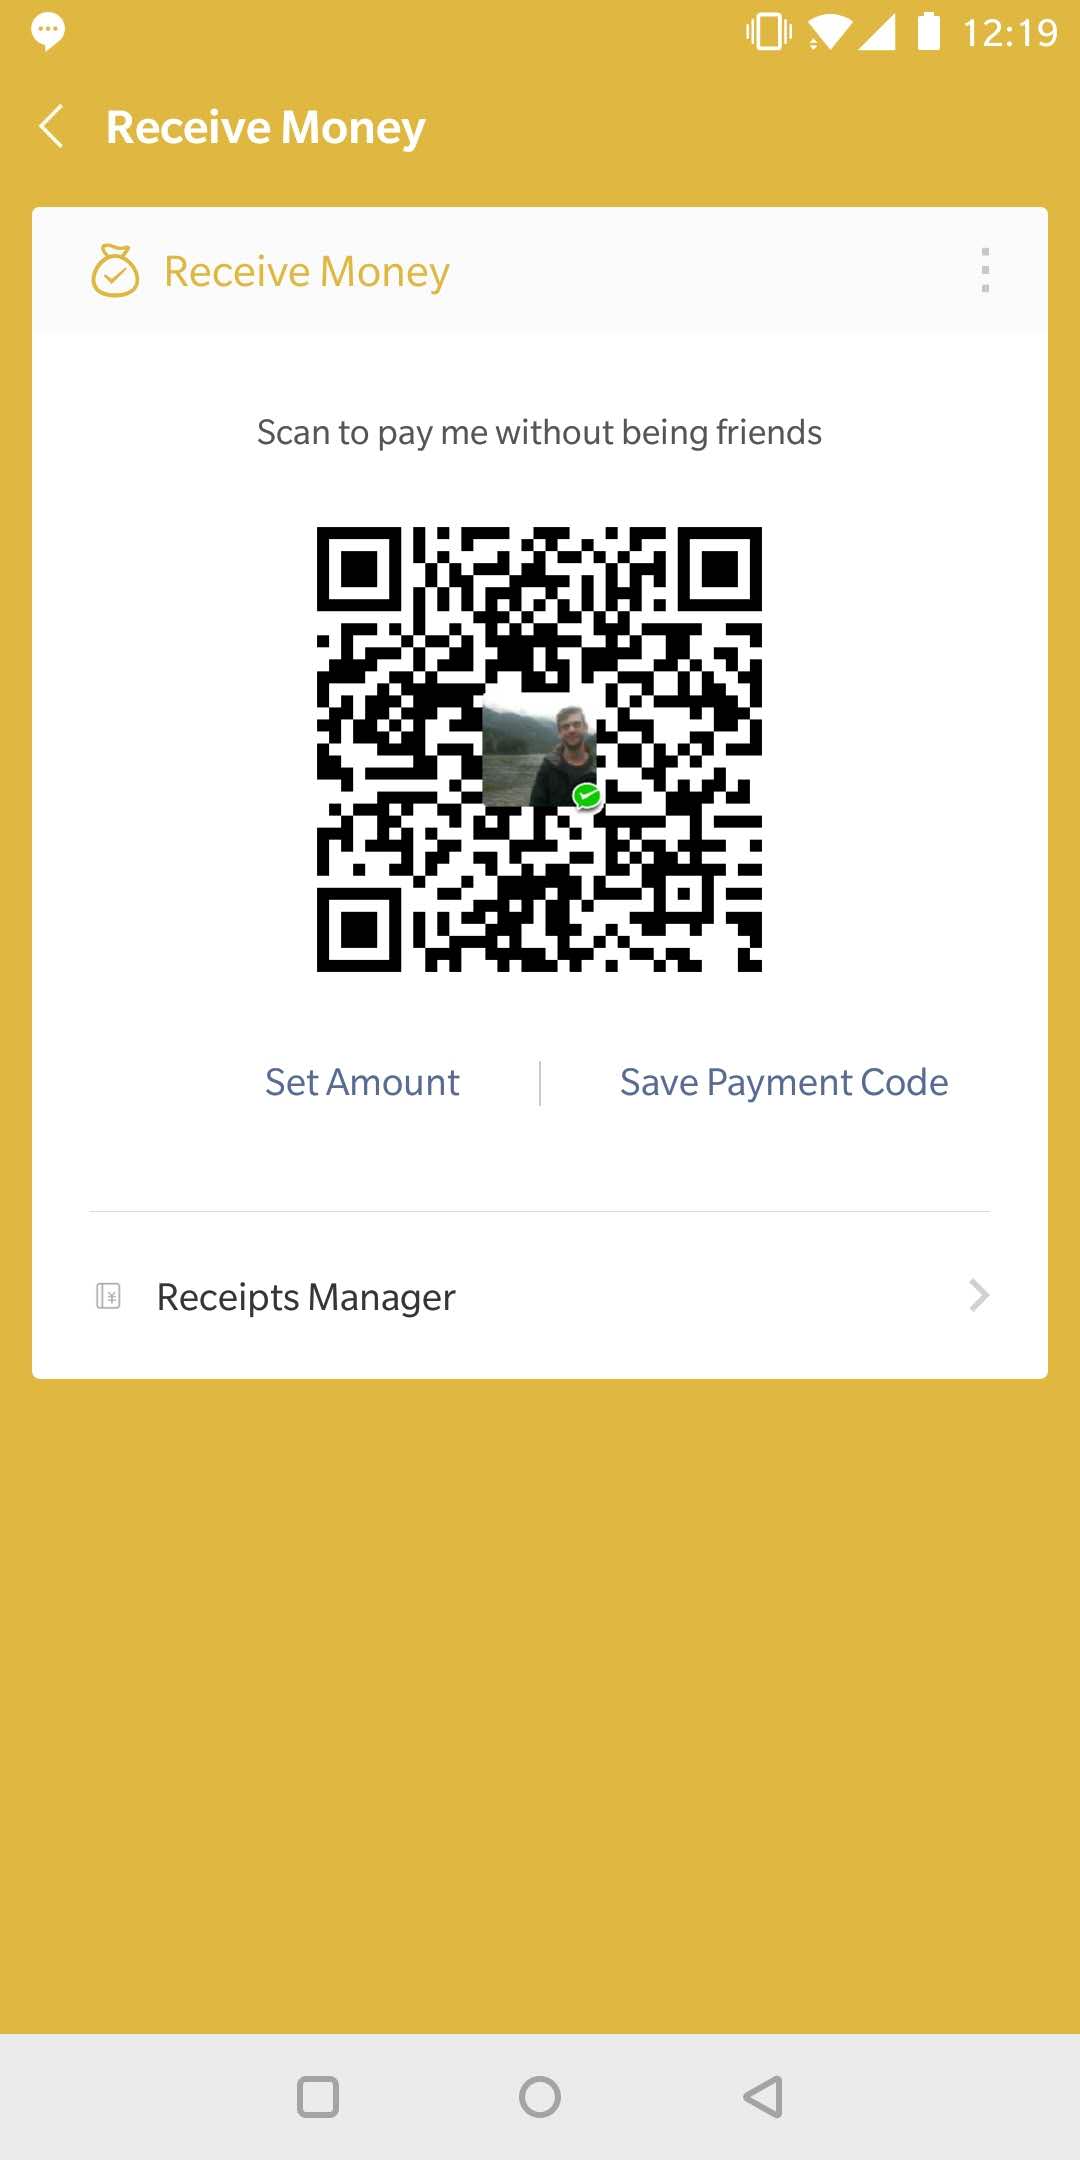 12:19
Receive Money
Receive Money
Scan to pay me without being friends
Set Amount
Save Payment Code
¥ Receipts Manager